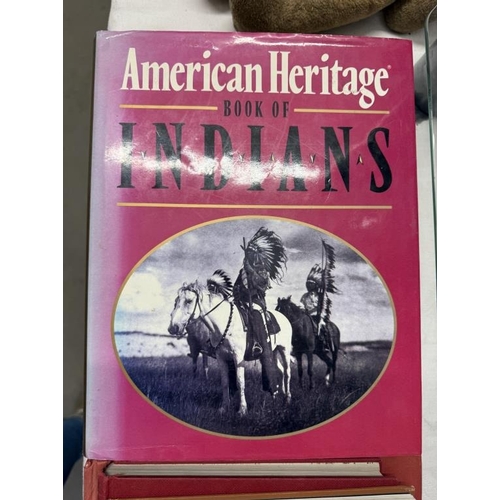 American Heritage®
BOOK OF
INDIANS